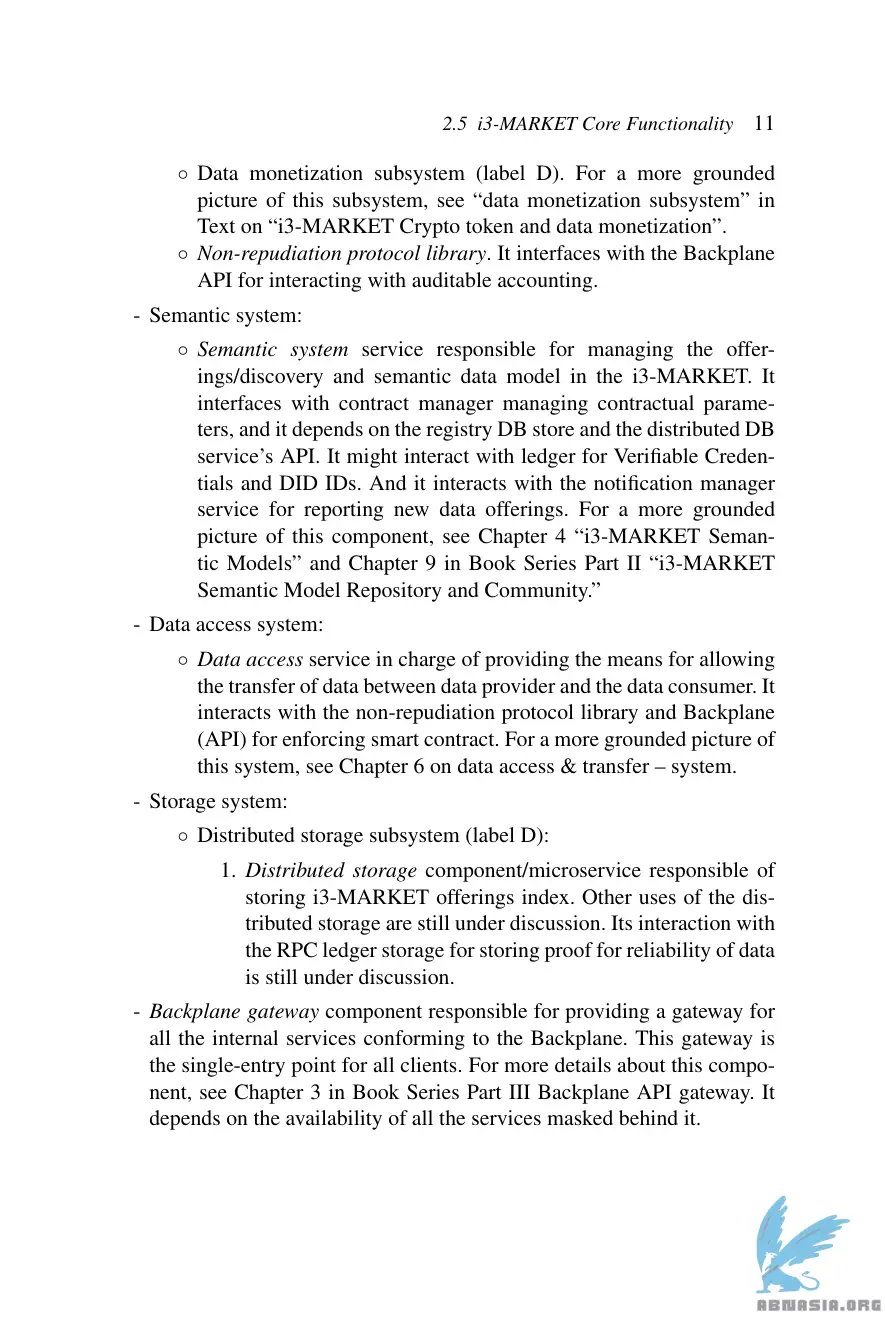 2.5 i3-MARKET Core Functionality 11
◦ Data monetization subsystem (label D). For a more grounded
picture of this subsystem, see “data monetization subsystem” in
Text on “i3-MARKET Crypto token and data monetization”.
◦ Non-repudiation protocol library. It interfaces with the Backplane
API for interacting with auditable accounting.
- Semantic system:
◦ Semantic system service responsible for managing the offer-
ings/discovery and semantic data model in the i3-MARKET. It
interfaces with contract manager managing contractual parame-
ters, and it depends on the registry DB store and the distributed DB
service’s API. It might interact with ledger for Verifiable Creden-
tials and DID IDs. And it interacts with the notification manager
service for reporting new data offerings. For a more grounded
picture of this component, see Chapter 4 “i3-MARKET Seman-
tic Models” and Chapter 9 in Book Series Part II “i3-MARKET
Semantic Model Repository and Community.”
- Data access system:
◦ Data access service in charge of providing the means for allowing
the transfer of data between data provider and the data consumer. It
interacts with the non-repudiation protocol library and Backplane
(API) for enforcing smart contract. For a more grounded picture of
this system, see Chapter 6 on data access & transfer – system.
- Storage system:
◦ Distributed storage subsystem (label D):
1. Distributed storage component/microservice responsible of
storing i3-MARKET offerings index. Other uses of the dis-
tributed storage are still under discussion. Its interaction with
the RPC ledger storage for storing proof for reliability of data
is still under discussion.
- Backplane gateway component responsible for providing a gateway for
all the internal services conforming to the Backplane. This gateway is
the single-entry point for all clients. For more details about this compo-
nent, see Chapter 3 in Book Series Part III Backplane API gateway. It
depends on the availability of all the services masked behind it.
ABNASIA.ORG